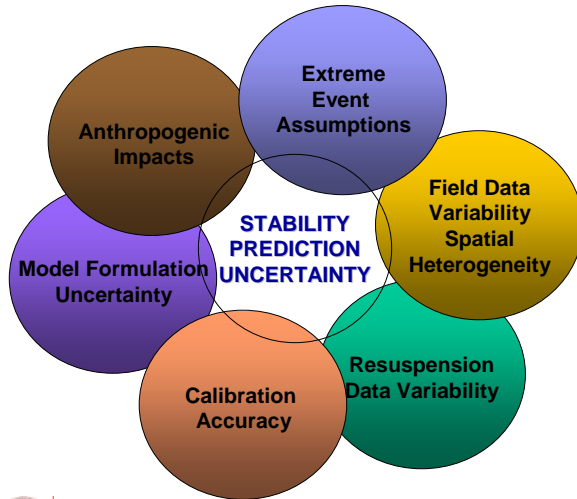 Extreme
Event
Assumptions
Anthropogenic
Impacts
Field Data
Variability
Spatial
Heterogeneity
STABILITY
PREDICTION
UNCERTAINTY
Model Formulation
Uncertainty
Resuspension
Data Variability
Calibration
Accuracy